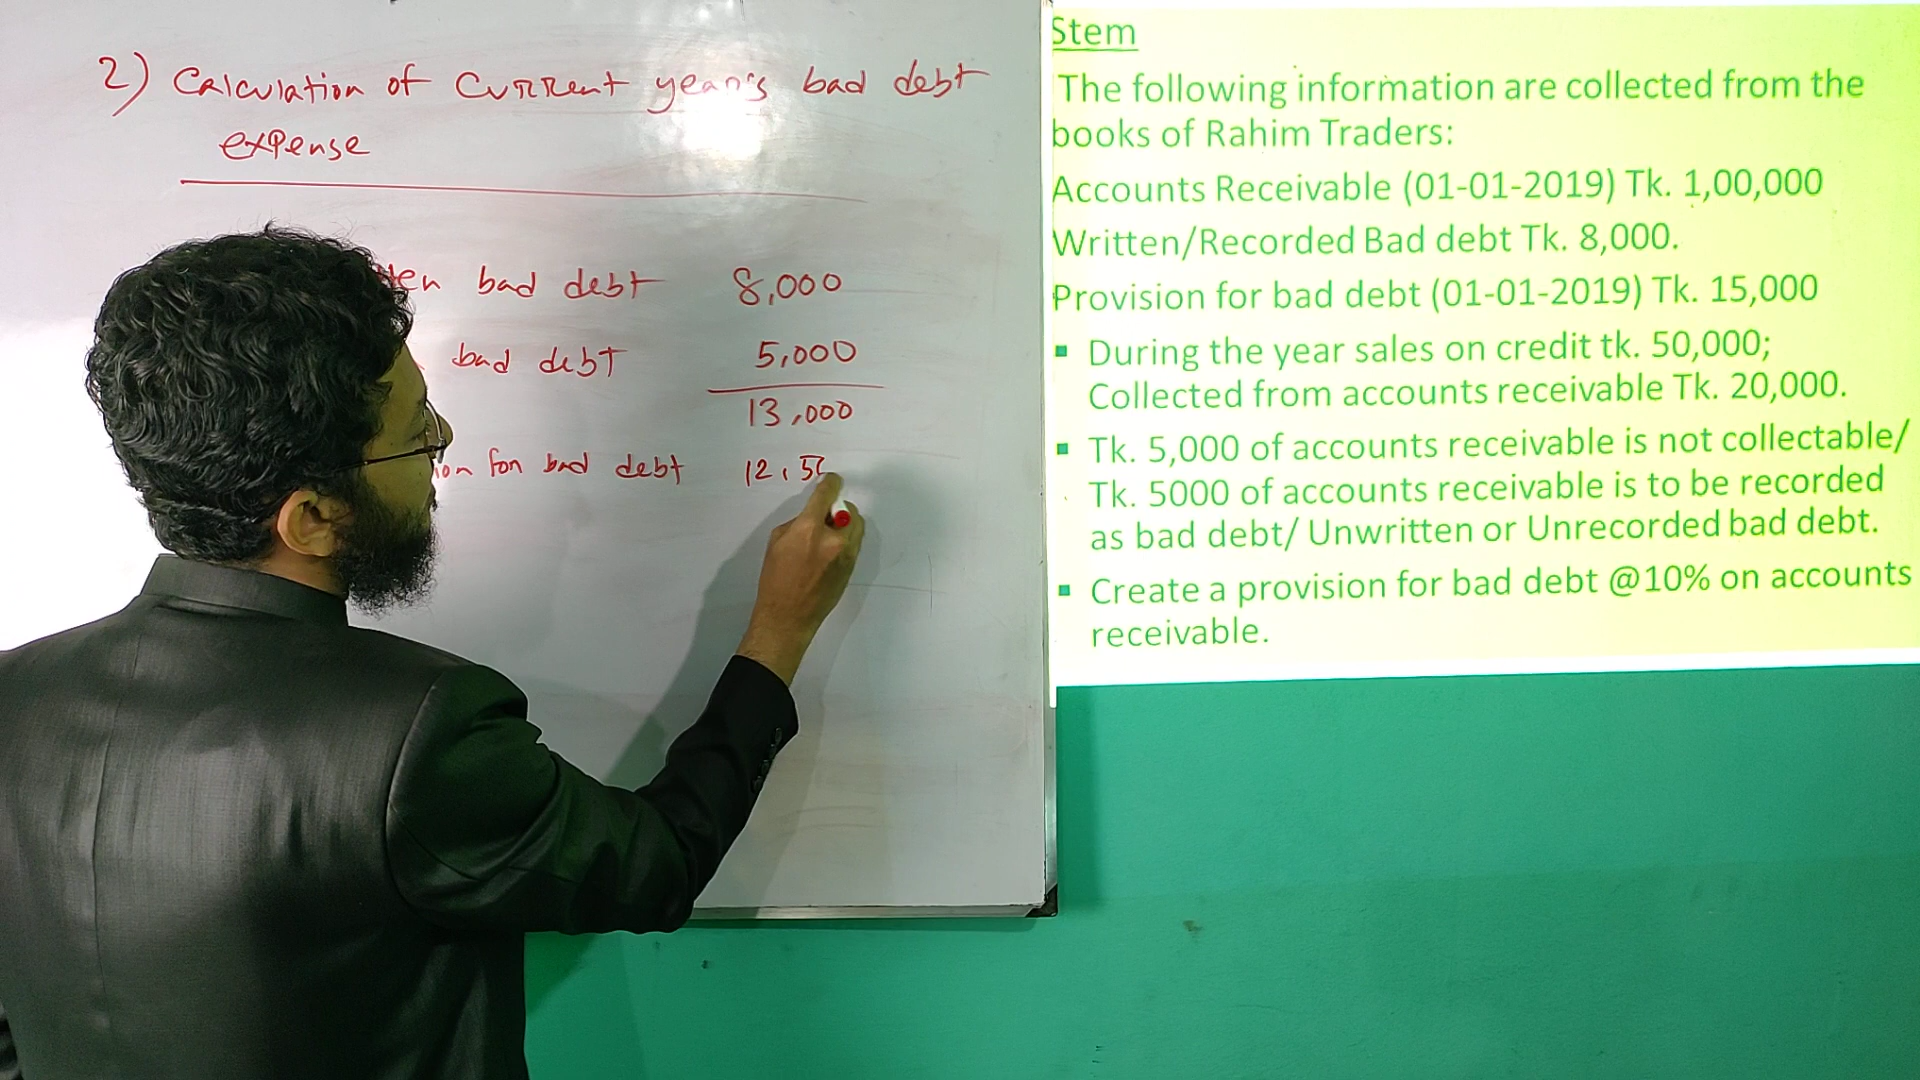 2) Calculation of Current year's bad debt
expense
bad debt 8,000
bad debt 5,000
13,000
for bad debt 12,50
Stem
The following information are collected from the
books of Rahim Traders:
Accounts Receivable (01-01-2019) Tk. 1,00,000
Written/Recorded Bad debt Tk. 8,000.
Provision for bad debt (01-01-2019) Tk. 15,000
▪ During the year sales on credit tk. 50,000;
Collected from accounts receivable Tk. 20,000.
▪ Tk. 5,000 of accounts receivable is not collectable/
Tk. 5000 of accounts receivable is to be recorded
as bad debt/ Unwritten or Unrecorded bad debt.
▪ Create a provision for bad debt @10% on accounts
receivable.